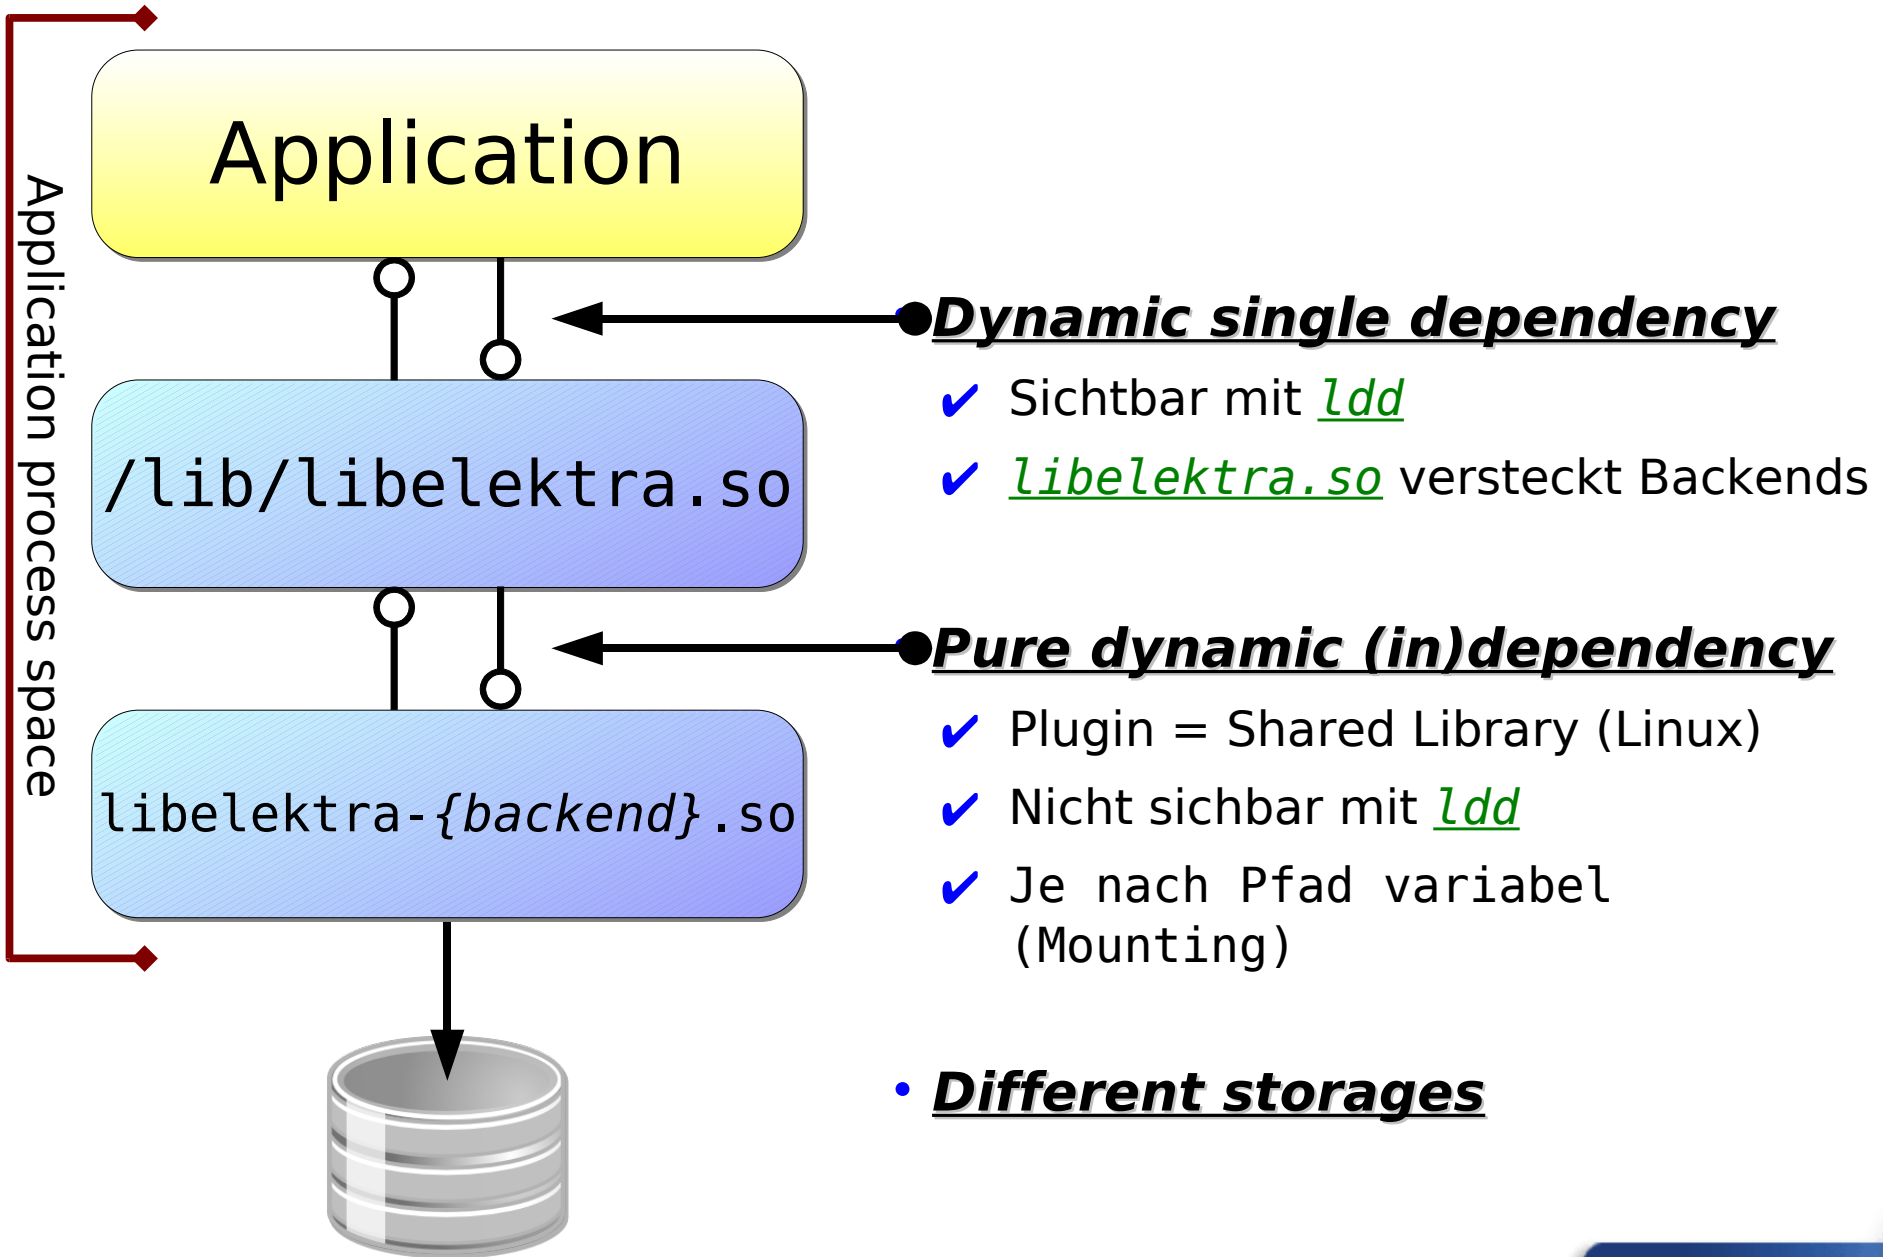 Application process space
Application
/lib/libelektra.so
libelektra-{backend}.so
Dynamic single dependency
✔ Sichtbar mit ldd
✔ libelektra.so versteckt Backends
Pure dynamic (in)dependency
✔ Plugin = Shared Library (Linux)
✔ Nicht sichbar mit ldd
✔ Je nach Pfad variabel
(Mounting)
• Different storages